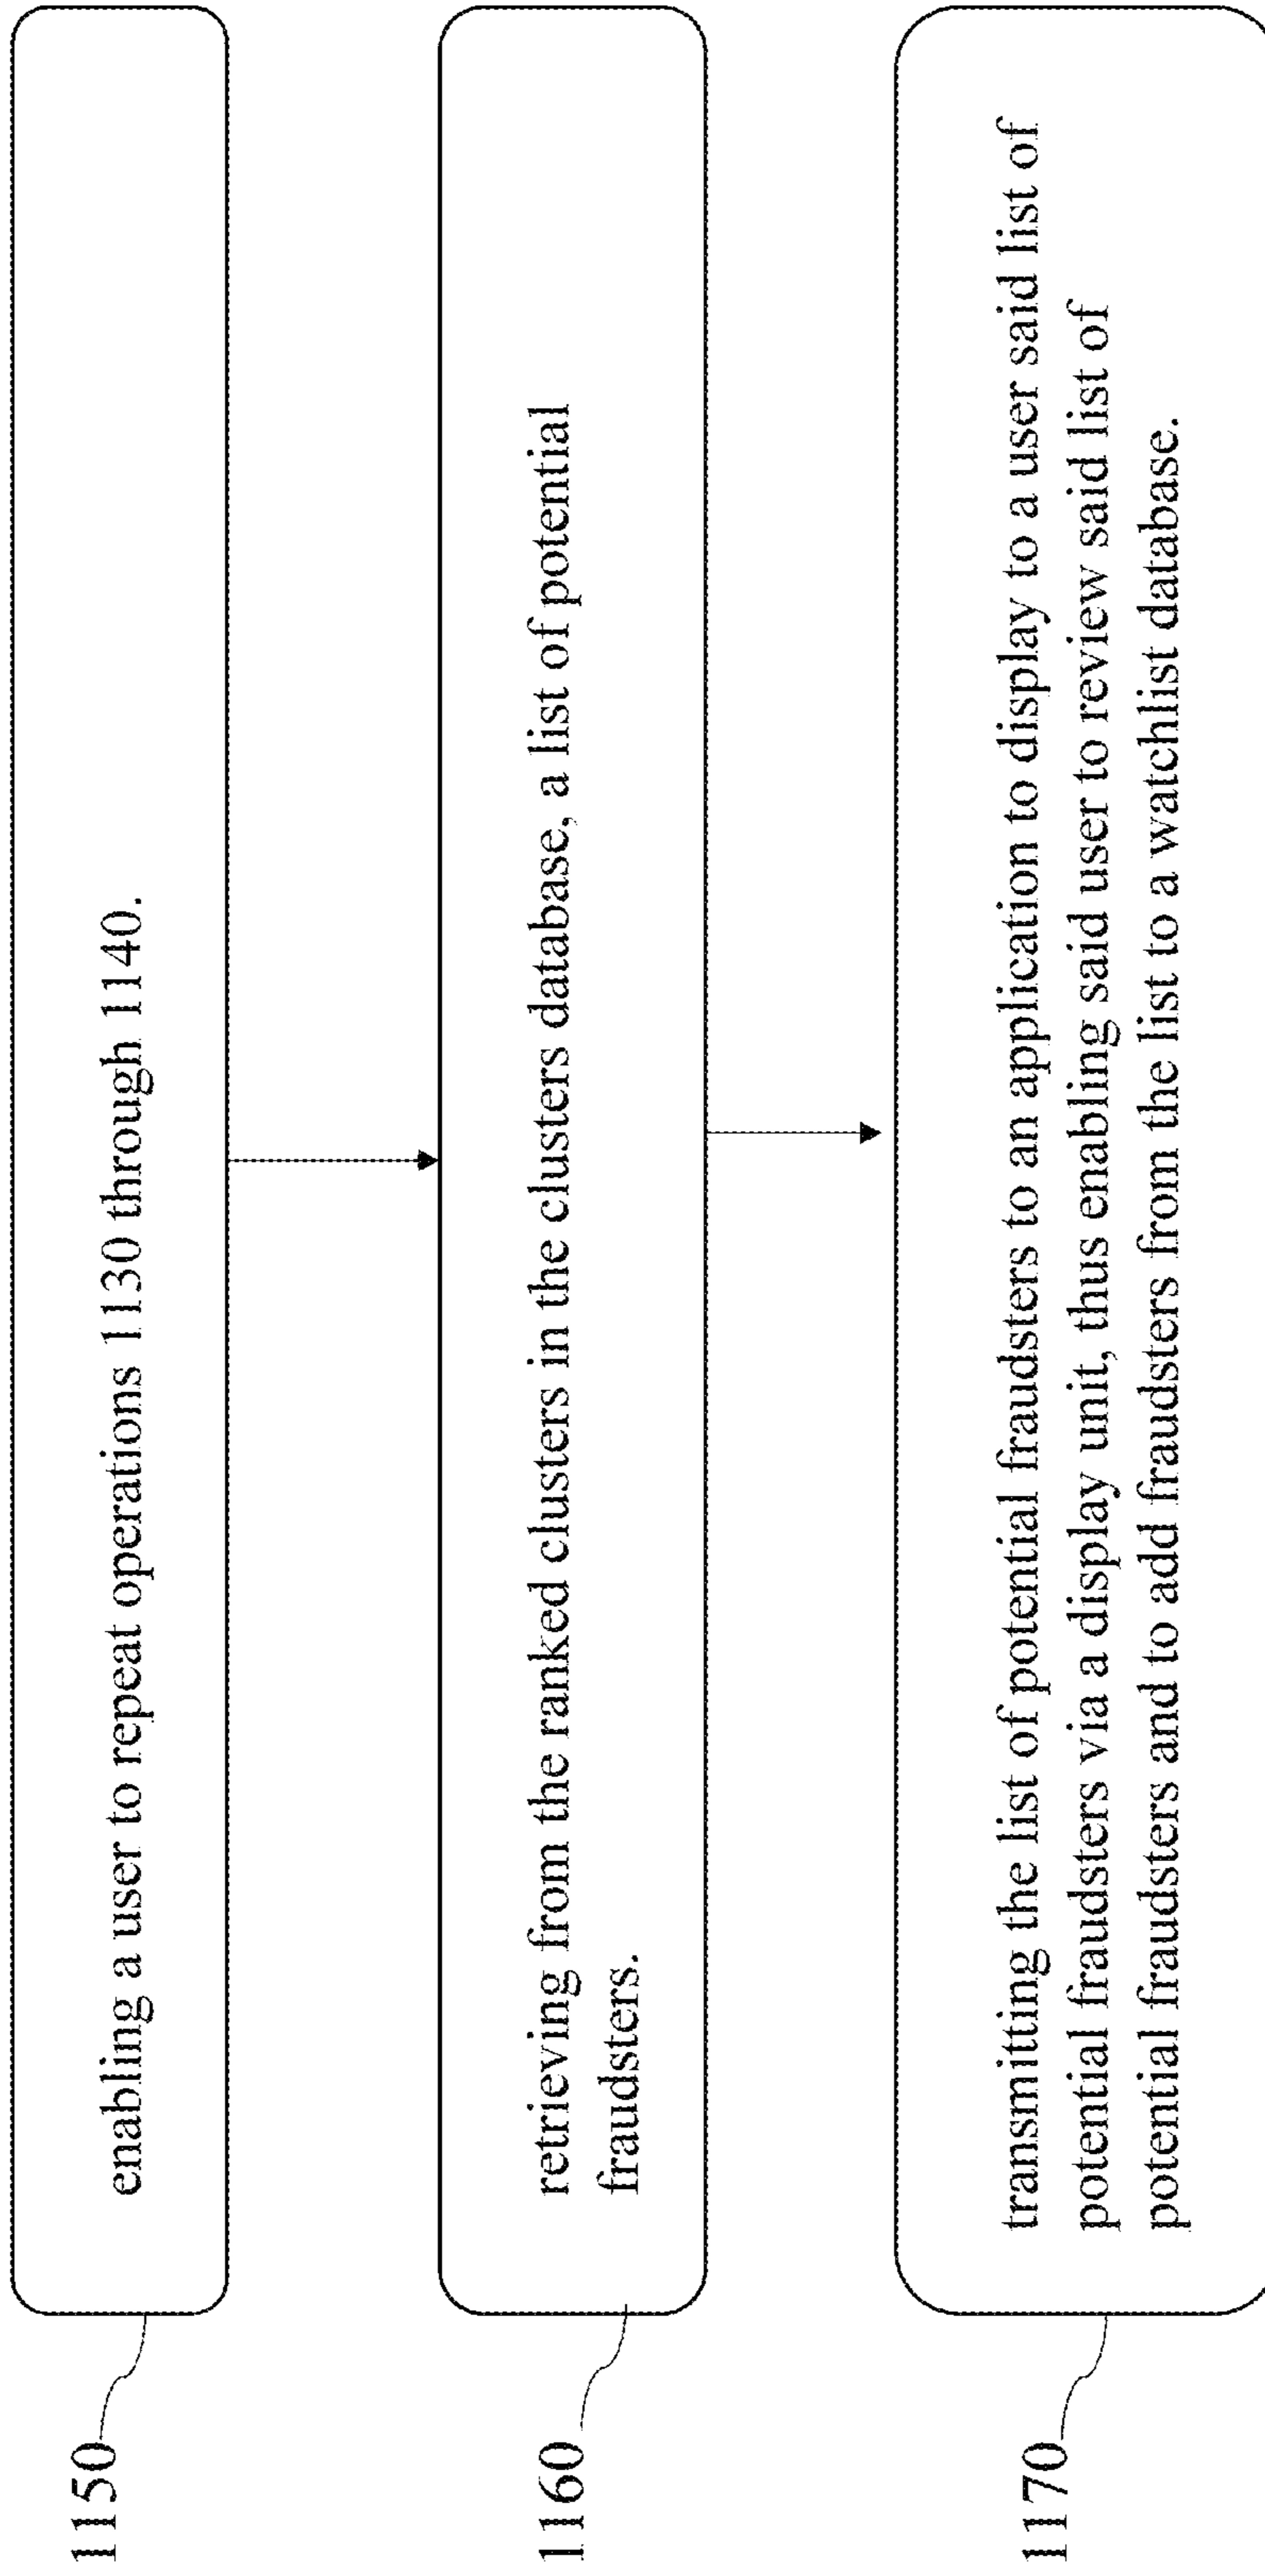 1150
enabling a user to repeat operations 1130 through 1140.
1160
retrieving from the ranked clusters in the clusters database, a list of potential
fraudsters.
1170
transmitting the list of potential fraudsters to an application to display to a user said list of
potential fraudsters via a display unit, thus enabling said user to review said list of
potential fraudsters and to add fraudsters from the list to a watchlist database.